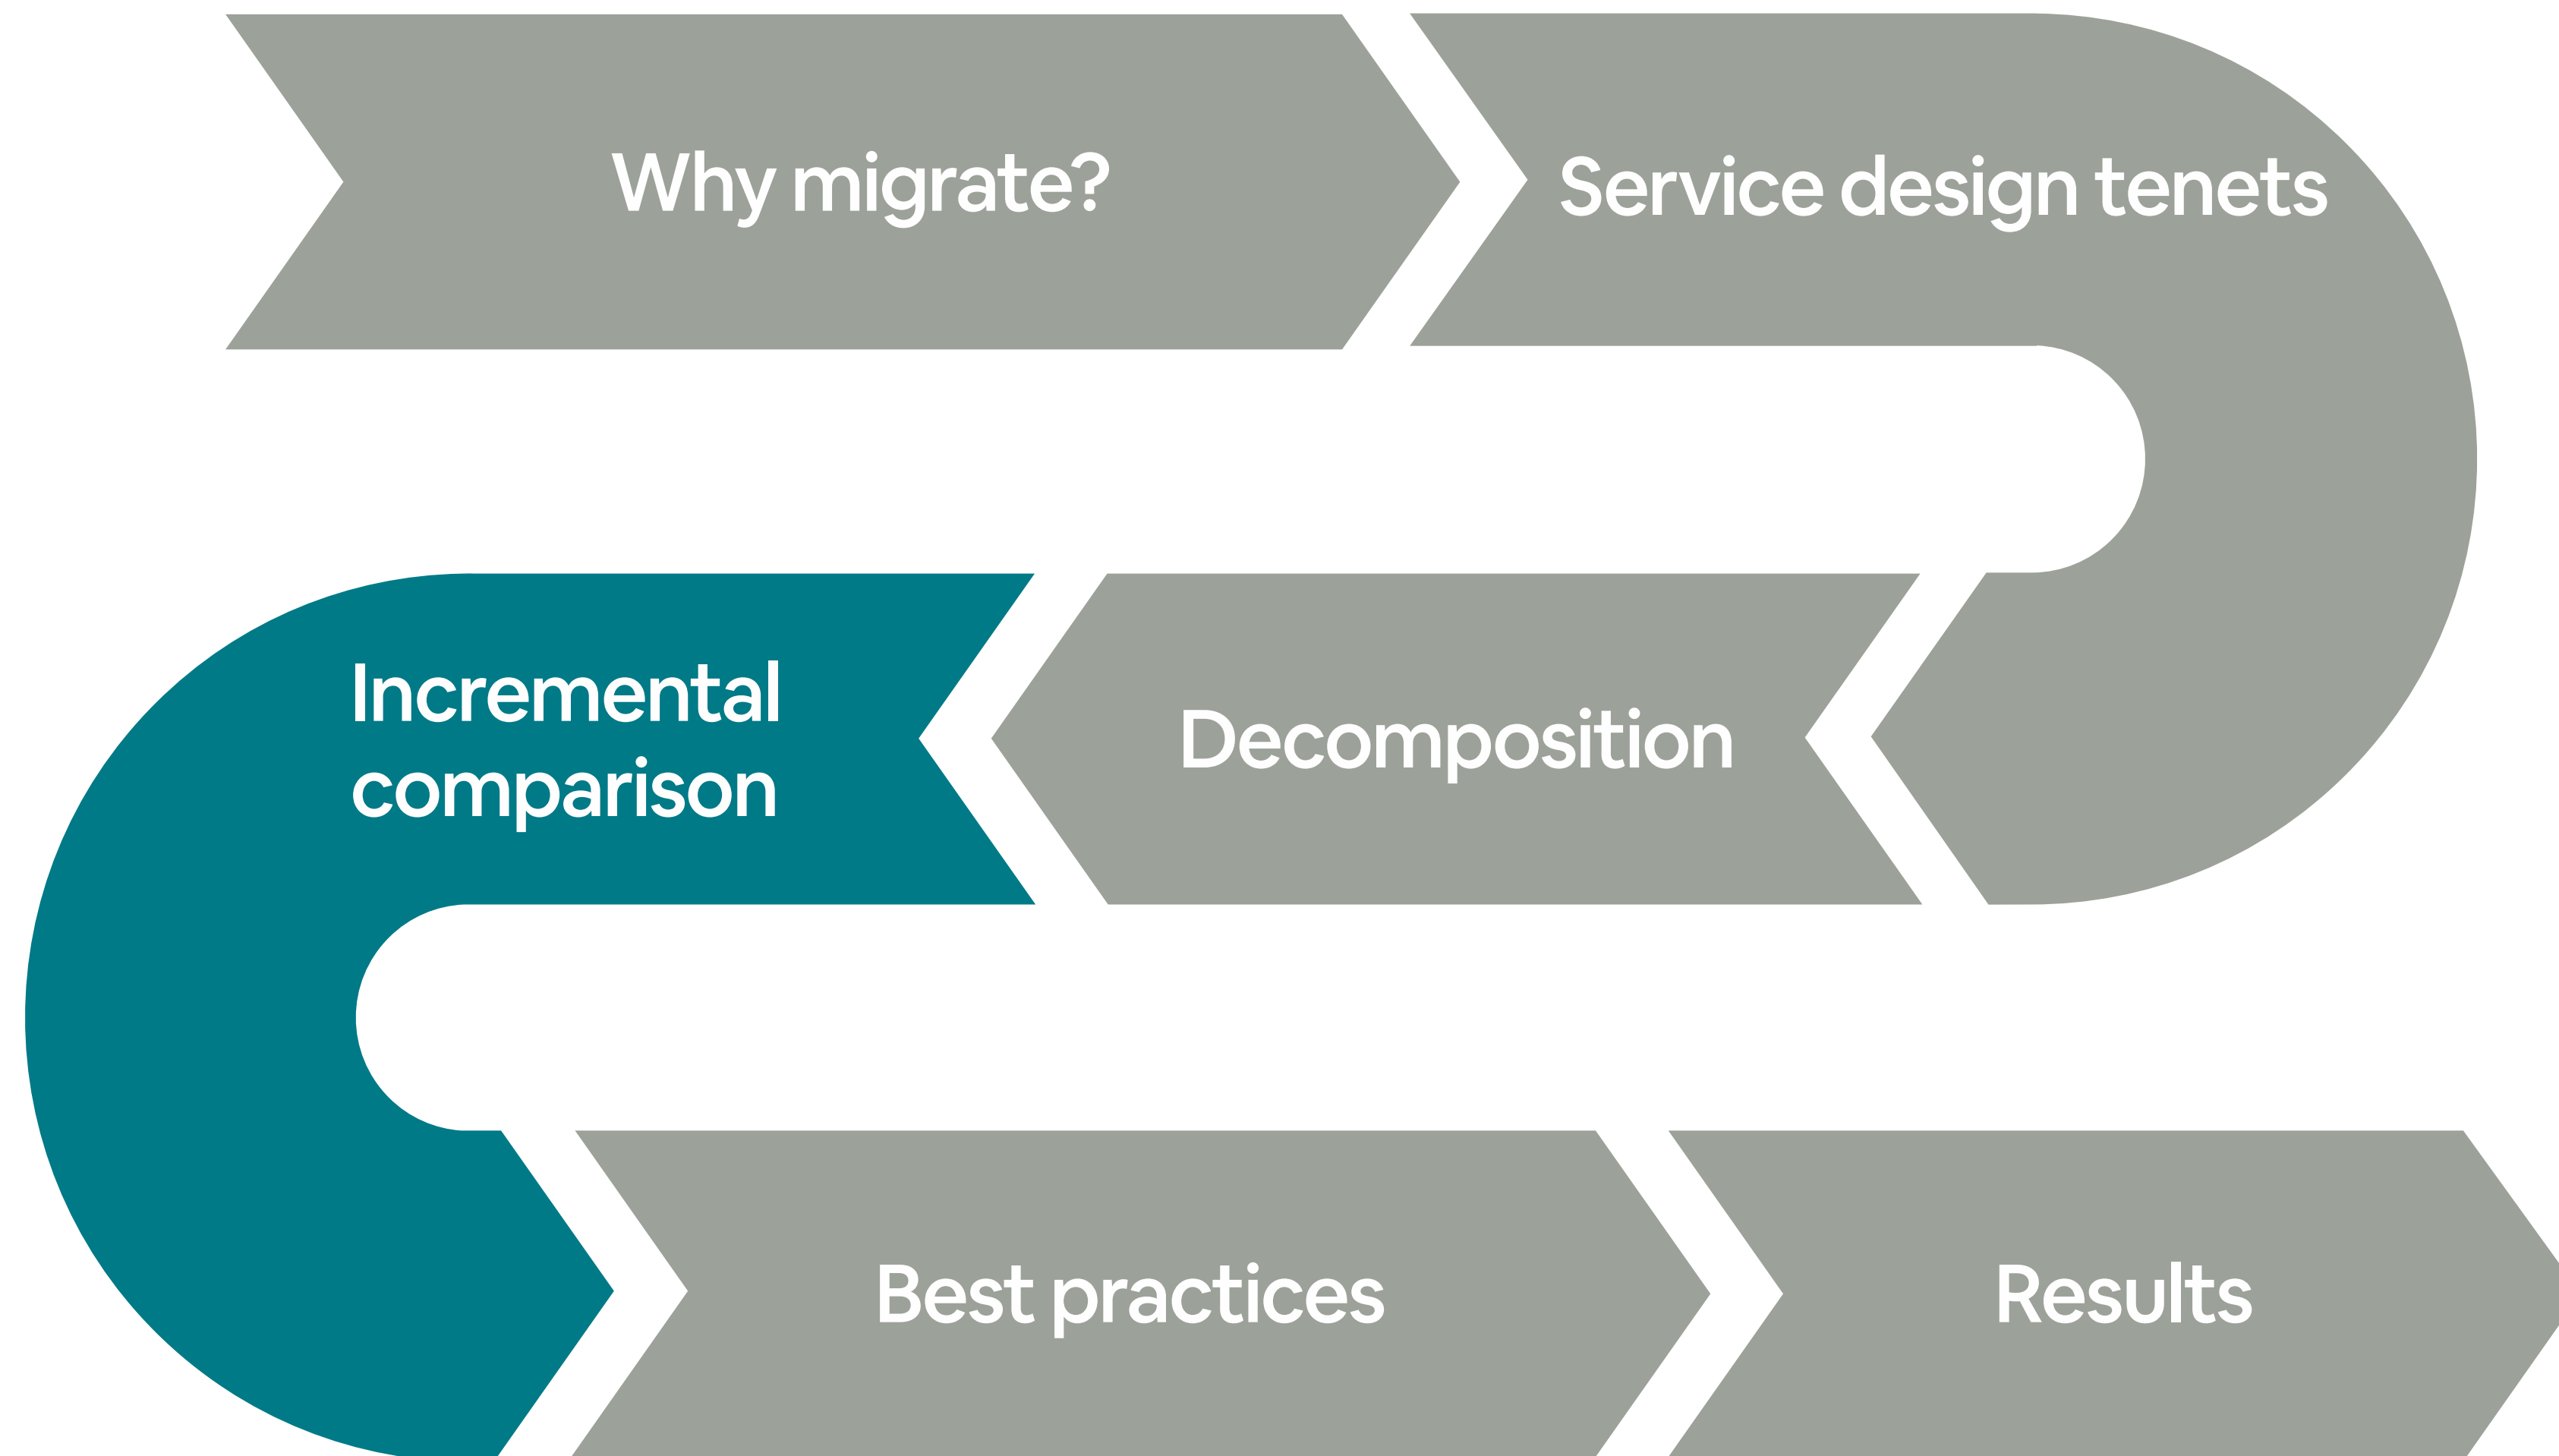 Why migrate?
Service design tenets
Decomposition
Incremental
comparison
Best practices
Results